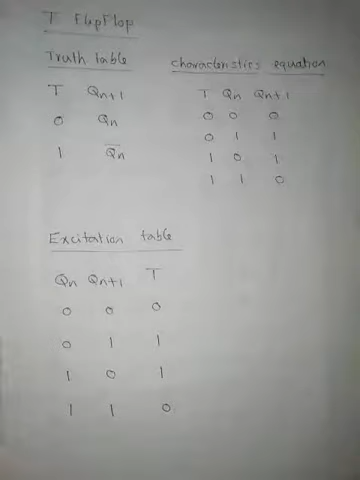 T FlipFlop
Truth table
T Qn+1
0 Qn
1 Q̅n
characteristics equation
T Qn Qn+1
0 0 0
0 1 1
1 0 1
1 1 0
Excitation table
Qn Qn+1 T
0 0 0
0 1 1
1 0 1
1 1 0